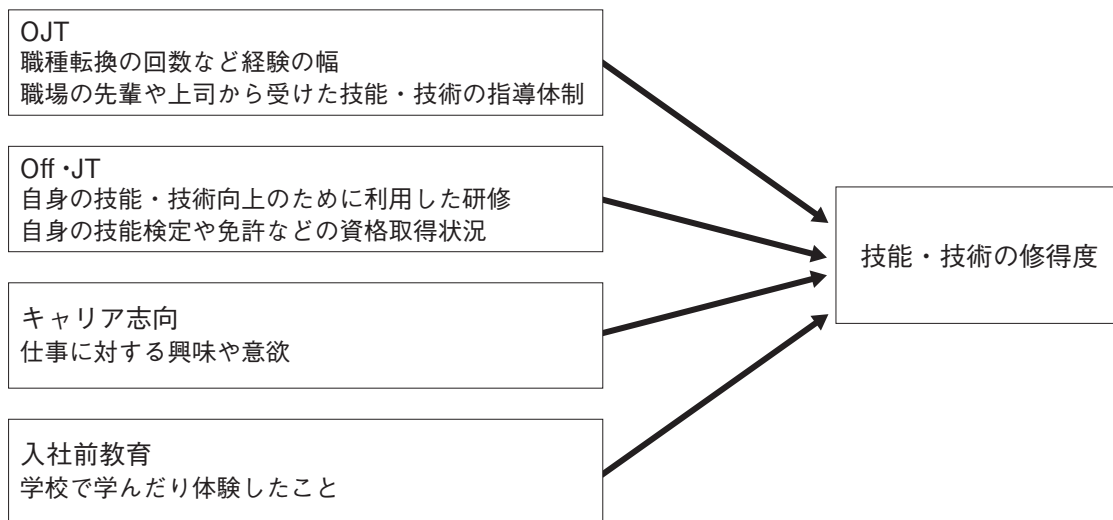 OJT
職種転換の回数など経験の幅
職場の先輩や上司から受けた技能・技術の指導体制
Off・JT
自身の技能・技術向上のために利用した研修
自身の技能検定や免許などの資格取得状況
キャリア志向
仕事に対する興味や意欲
入社前教育
学校で学んだり体験したこと
技能・技術の修得度